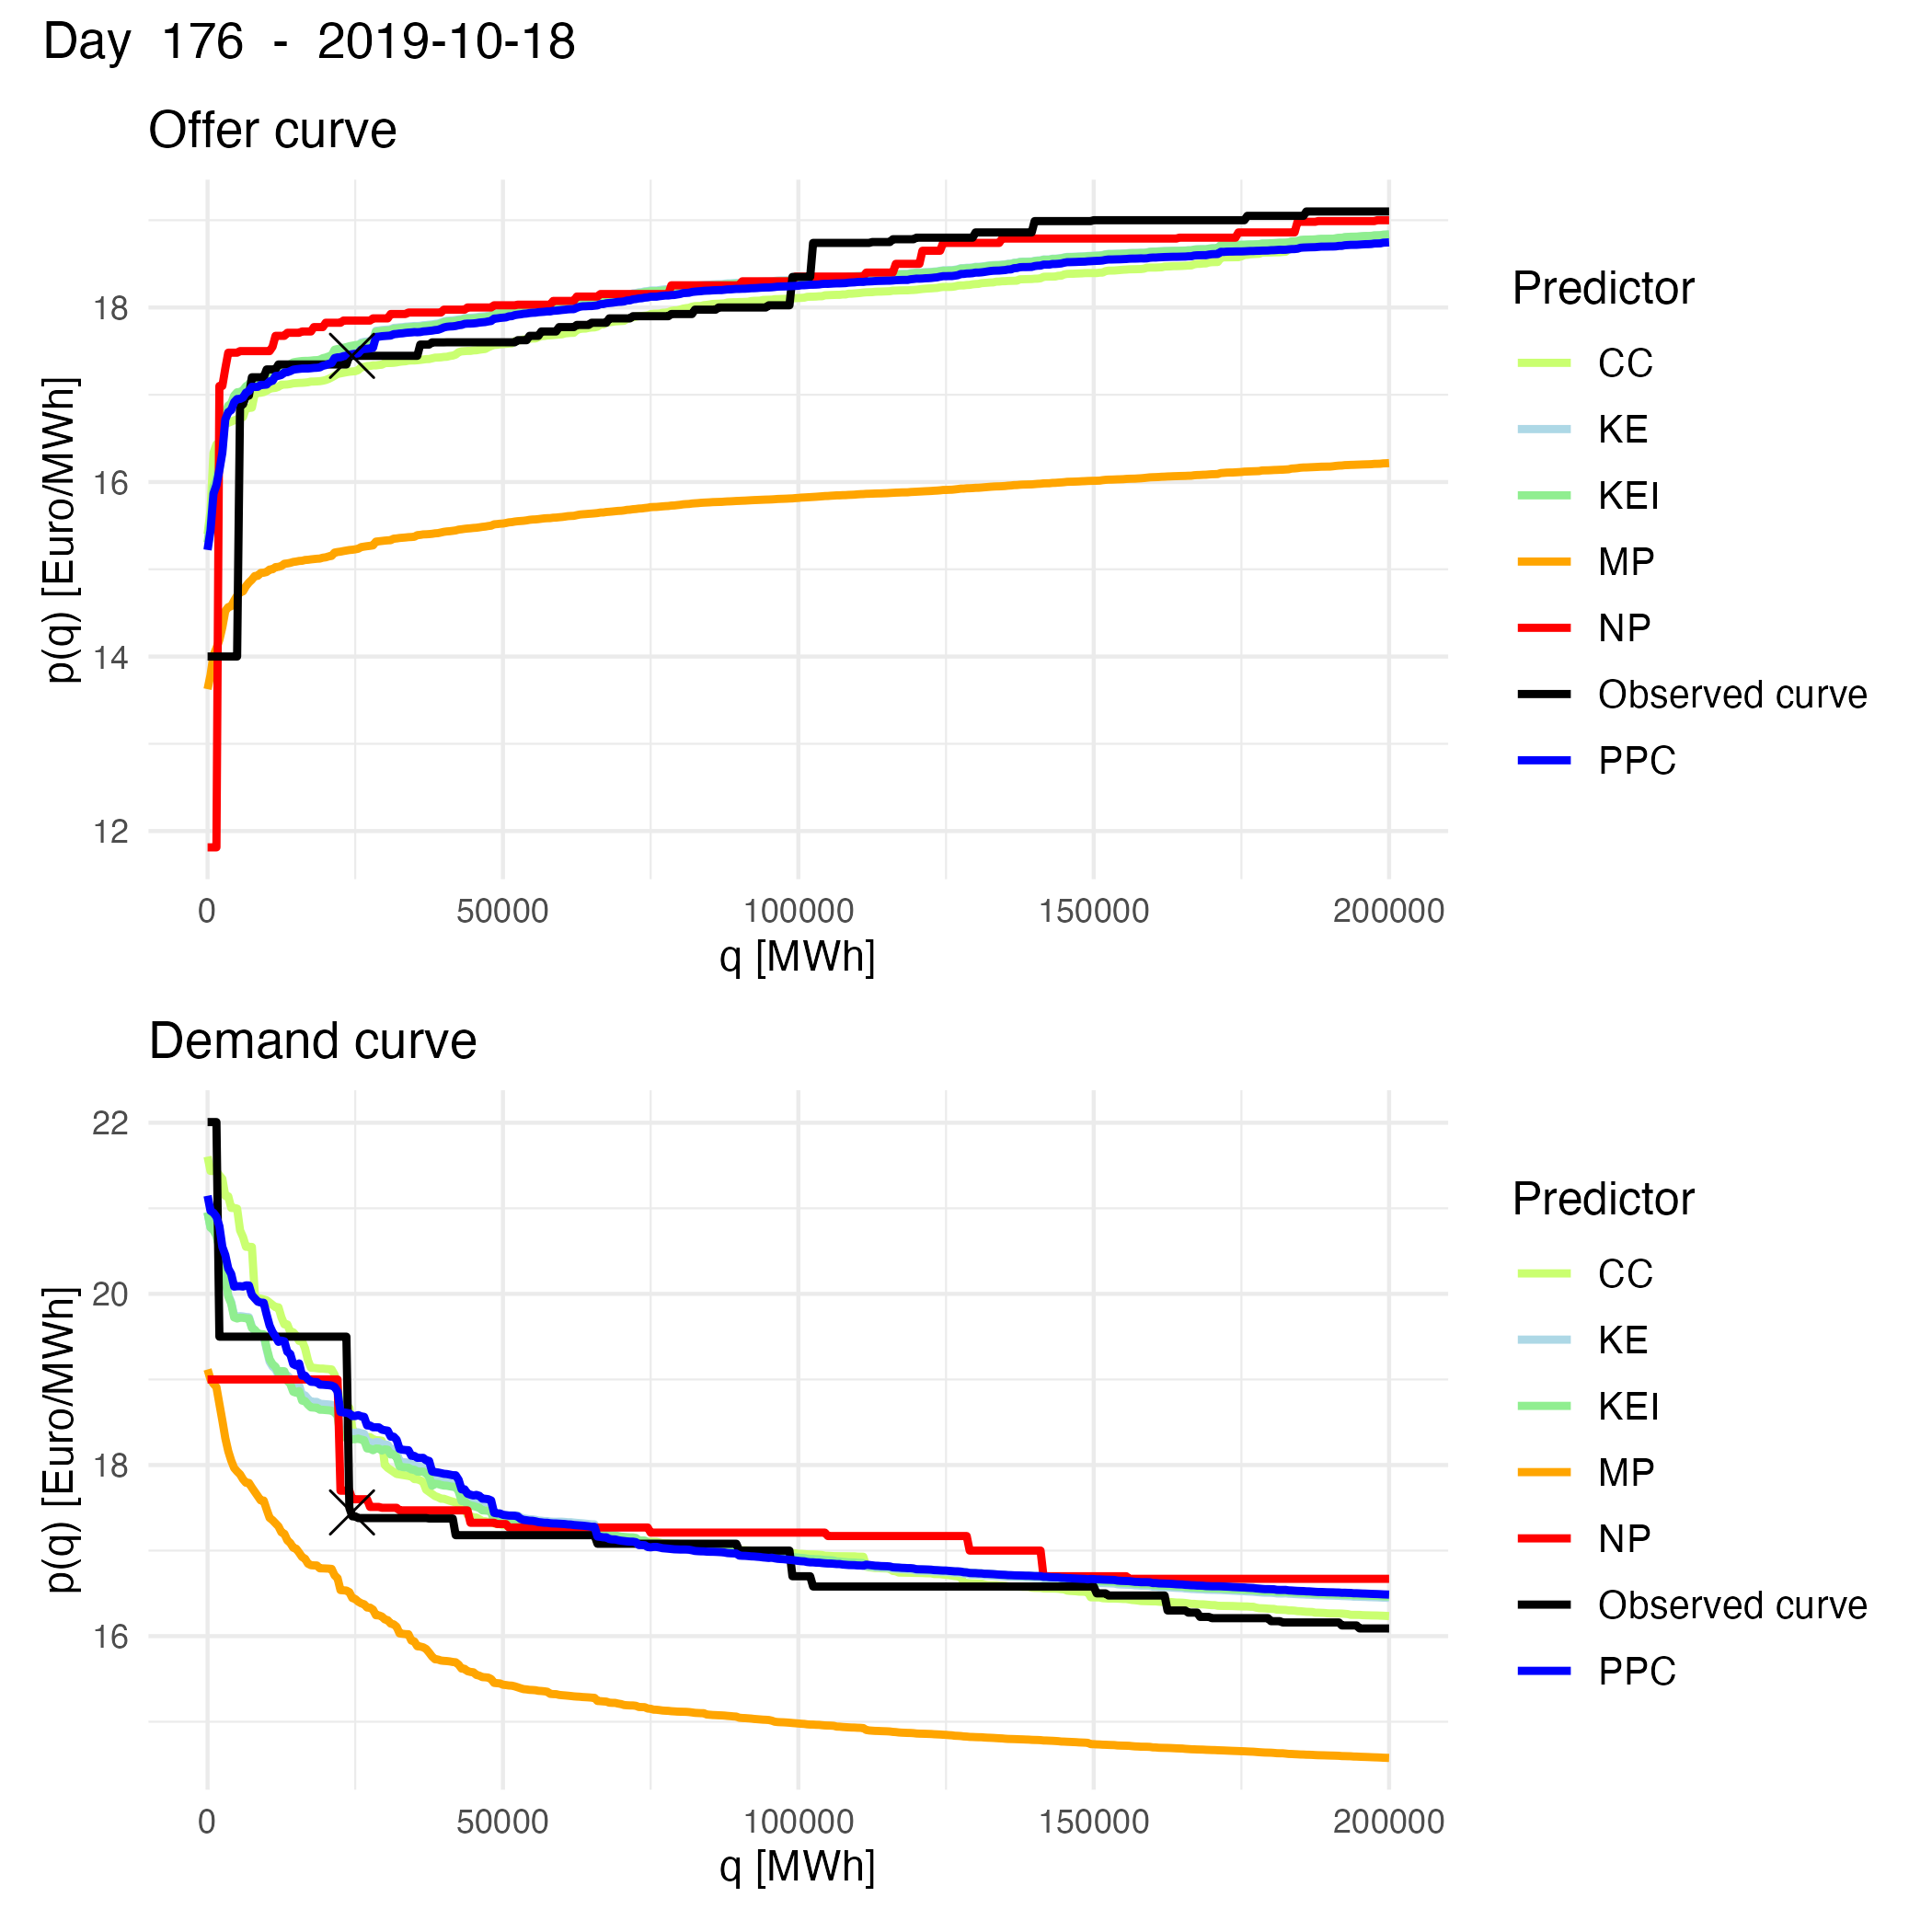 Day 176 - 2019-10-18
Offer curve
p(q) [Euro/MWh]
18
16
14
12
0 50000 100000 150000 200000
q [MWh]
Predictor
CC
KE
KEI
MP
NP
Observed curve
PPC
Demand curve
p(q) [Euro/MWh]
22
20
18
16
0 50000 100000 150000 200000
q [MWh]
Predictor
CC
KE
KEI
MP
NP
Observed curve
PPC